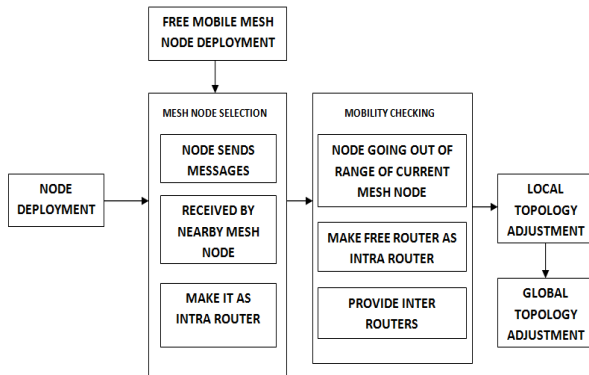 FREE MOBILE MESH
NODE DEPLOYMENT
MESH NODE SELECTION
NODE SENDS
MESSAGES
RECEIVED BY
NEARBY MESH
NODE
MAKE IT AS
INTRA ROUTER
NODE
DEPLOYMENT
MOBILITY CHECKING
NODE GOING OUT OF
RANGE OF CURRENT
MESH NODE
MAKE FREE ROUTER AS
INTRA ROUTER
PROVIDE INTER
ROUTERS
LOCAL
TOPOLOGY
ADJUSTMENT
GLOBAL
TOPOLOGY
ADJUSTMENT